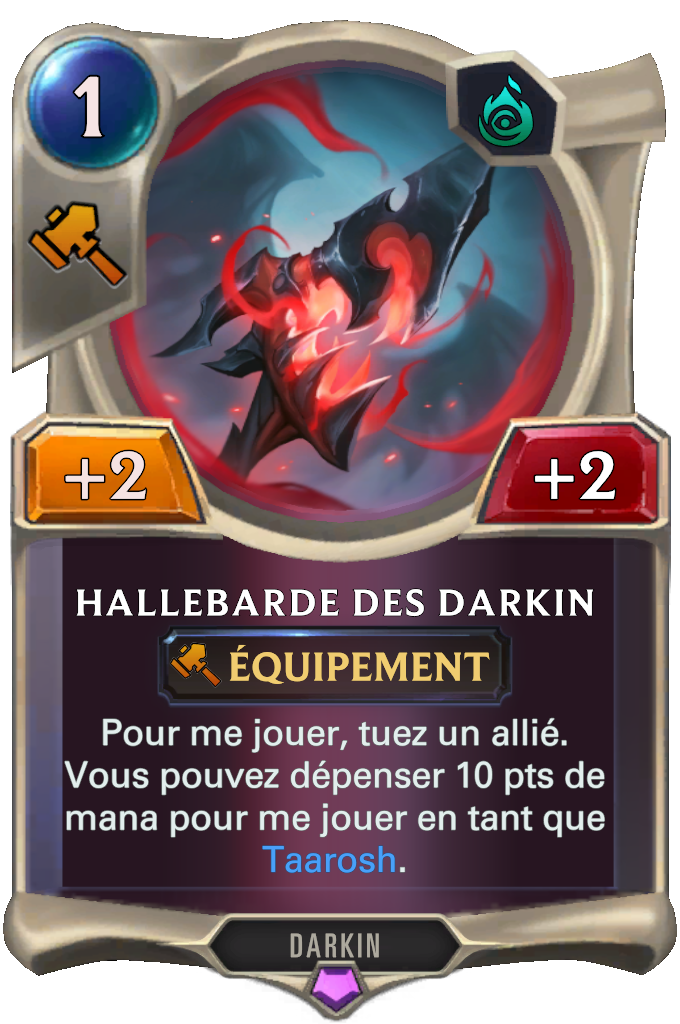 1
+2
+2
HALLEBARDE DES DARKIN
ÉQUIPEMENT
Pour me jouer, tuez un allié.
Vous pouvez dépenser 10 pts de
mana pour me jouer en tant que
Taarosh.
DARKIN